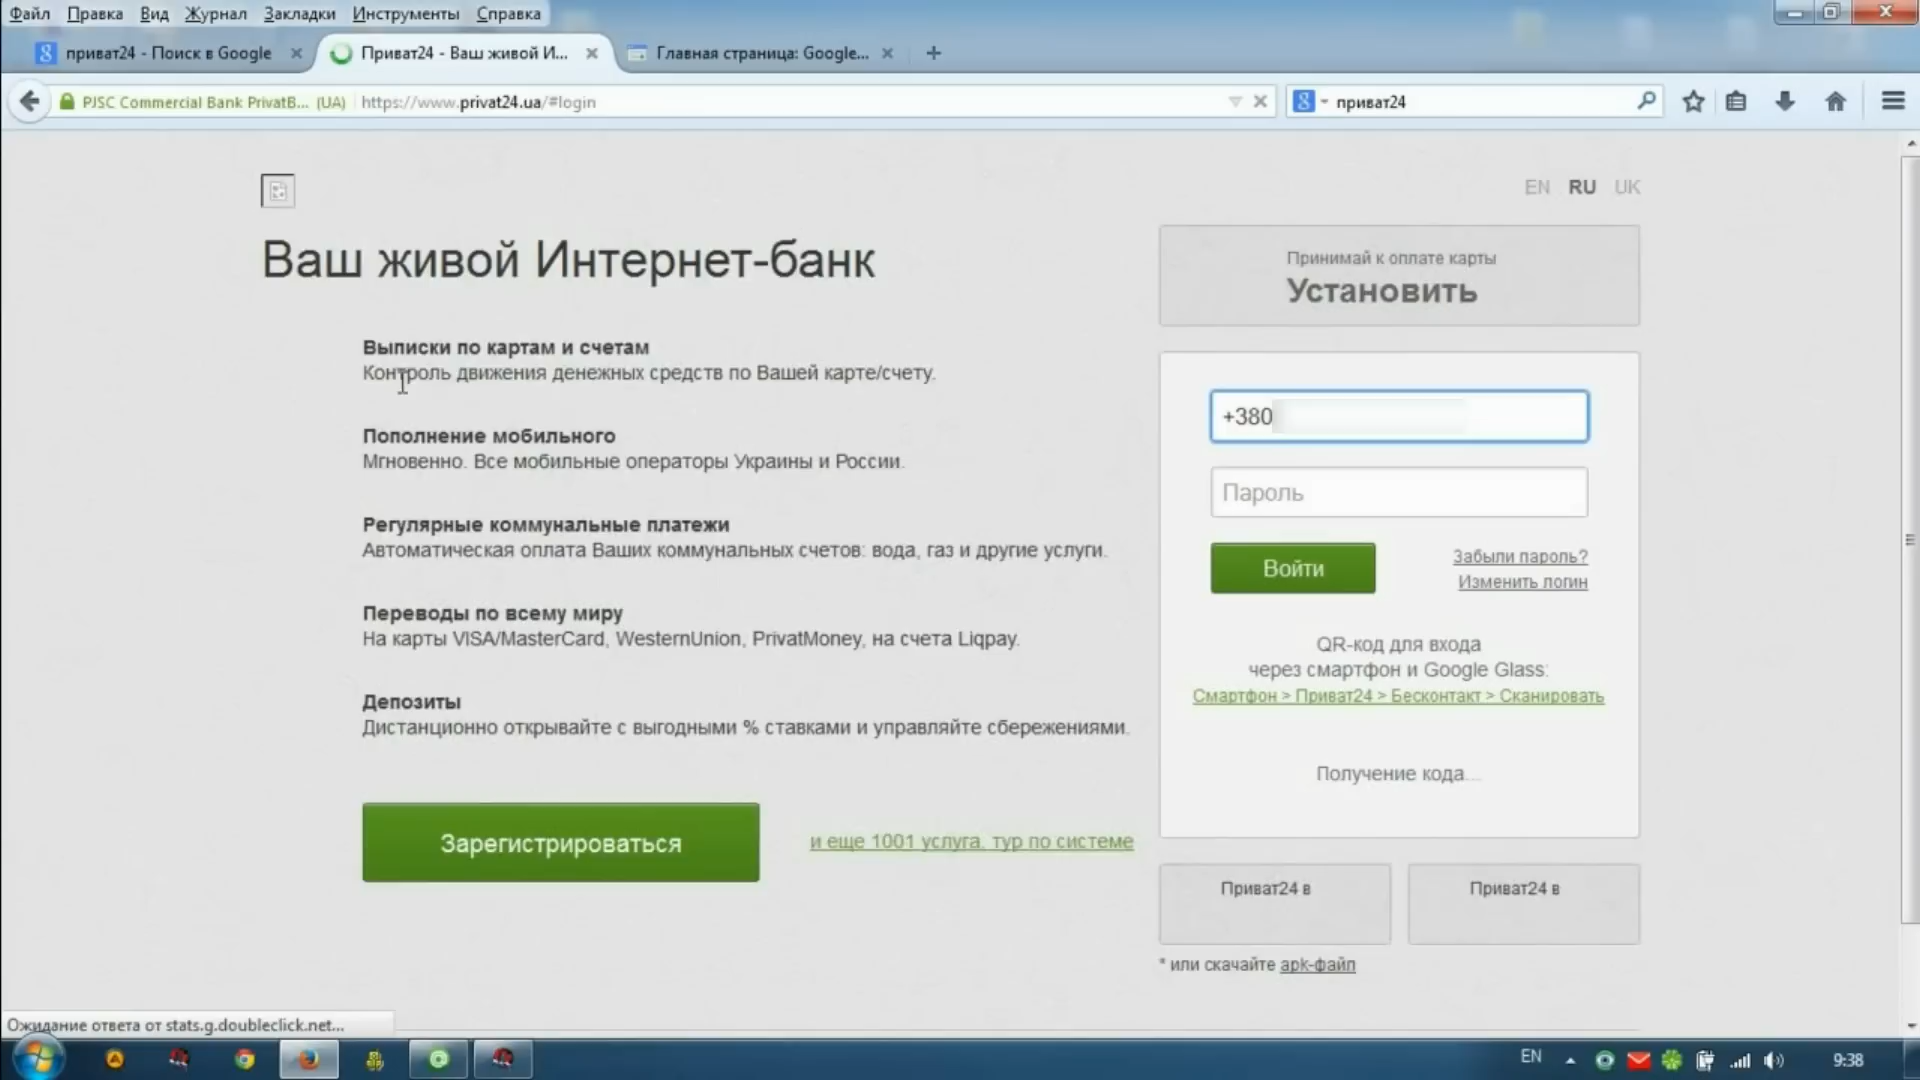 Файл Правка Вид Журнал Закладки Инструменты Справка
приват24 - Поиск в Google
Приват24 - Ваш живой И...
Главная страница: Google...
PJSC Commercial Bank PrivatB... (UA) https://www.privat24.ua/#login
приват24
EN RU UK
Ваш живой Интернет-банк
Принимай к оплате карты
Установить
Выписки по картам и счетам
Контроль движения денежных средств по Вашей карте/счету.
Пополнение мобильного
Мгновенно. Все мобильные операторы Украины и России.
Регулярные коммунальные платежи
Автоматическая оплата Ваших коммунальных счетов: вода, газ и другие услуги.
Переводы по всему миру
На карты VISA/MasterCard, WesternUnion, PrivatMoney, на счета Liqpay.
Депозиты
Дистанционно открывайте с выгодными % ставками и управляйте сбережениями.
Зарегистрироваться
и еще 1001 услуга, тур по системе
+380
Пароль
Войти
Забыли пароль?
Изменить логин
QR-код для входа
через смартфон и Google Glass:
Смартфон > Приват24 > Бесконтакт > Сканировать
Получение кода...
Приват24 в
Приват24 в
* или скачайте apk-файл
Ожидание ответа от stats.g.doubleclick.net...
EN
9:38